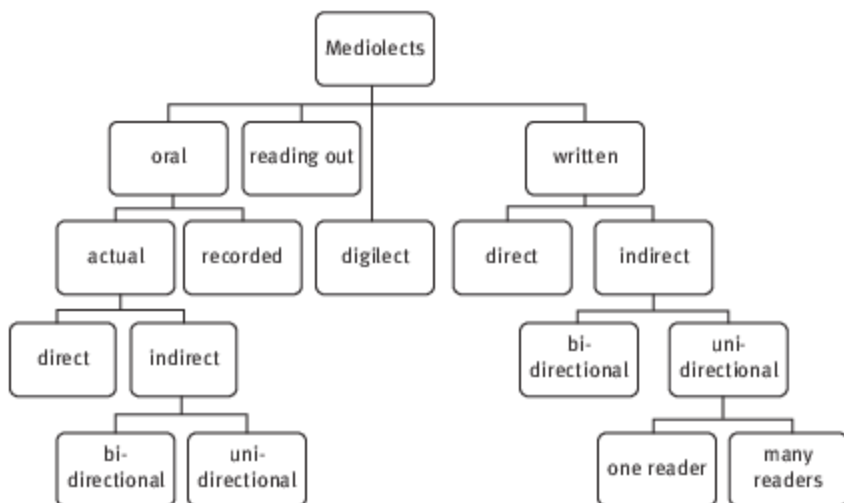 Mediolects
oral
reading out
written
actual
recorded
digilect
direct
indirect
direct
indirect
bi-
directional
uni-
directional
bi-
directional
uni-
directional
one reader
many
readers